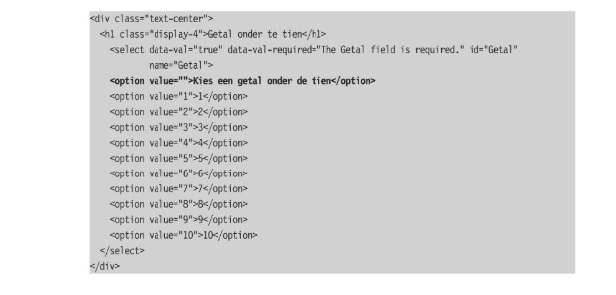 <div class="text-center">
<h1 class="display-4">Getal onder te tien</h1>
<select data-val="true" data-val-required="The Getal field is required." id="Getal"
name="Getal">
<option value="">Kies een getal onder de tien</option>
<option value="1">1</option>
<option value="2">2</option>
<option value="3">3</option>
<option value="4">4</option>
<option value="5">5</option>
<option value="6">6</option>
<option value="7">7</option>
<option value="8">8</option>
<option value="9">9</option>
<option value="10">10</option>
</select>
</div>